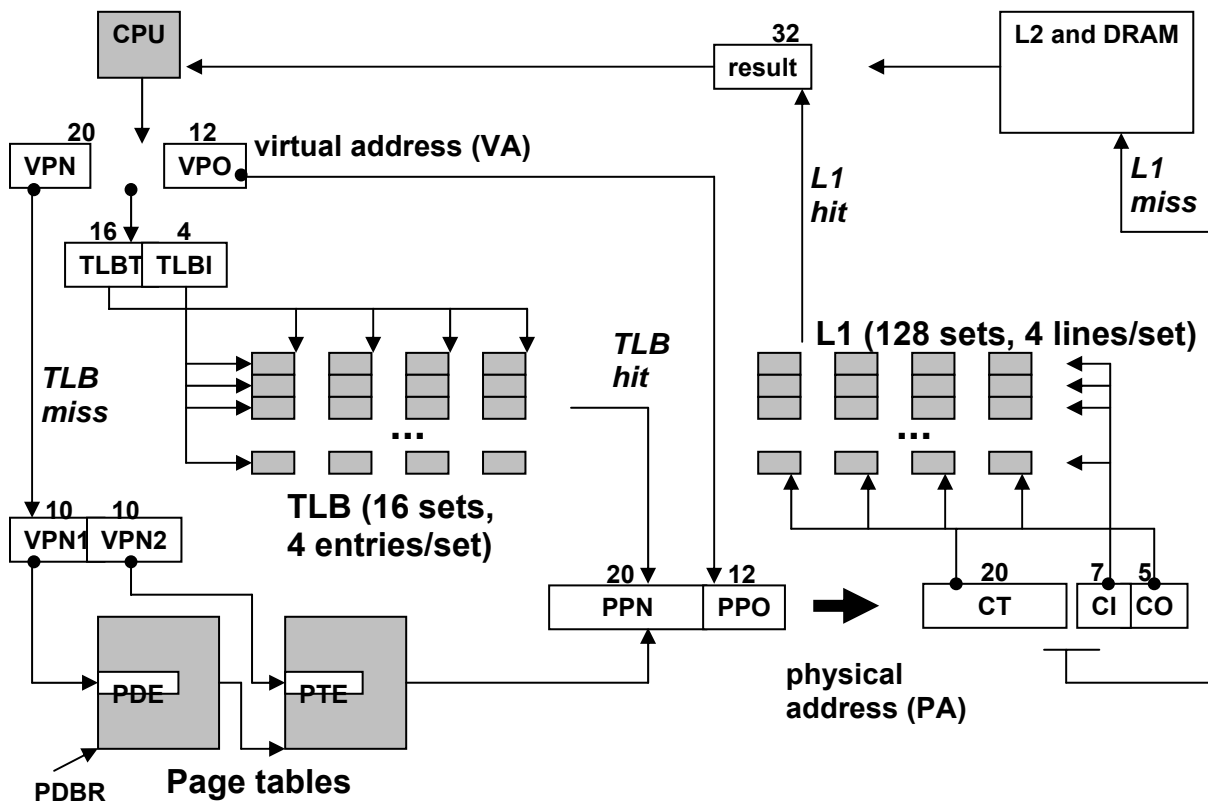 CPU
32
result
L2 and DRAM
20
VPN
12
VPO
virtual address (VA)
L1
hit
L1
miss
16
4
TLBT
TLBI
TLB
miss
TLB
hit
L1 (128 sets, 4 lines/set)
...
...
TLB (16 sets,
4 entries/set)
10
10
VPN1
VPN2
20
12
PPN
PPO
20
7
5
CT
CI
CO
PDE
PTE
physical
address (PA)
PDBR
Page tables